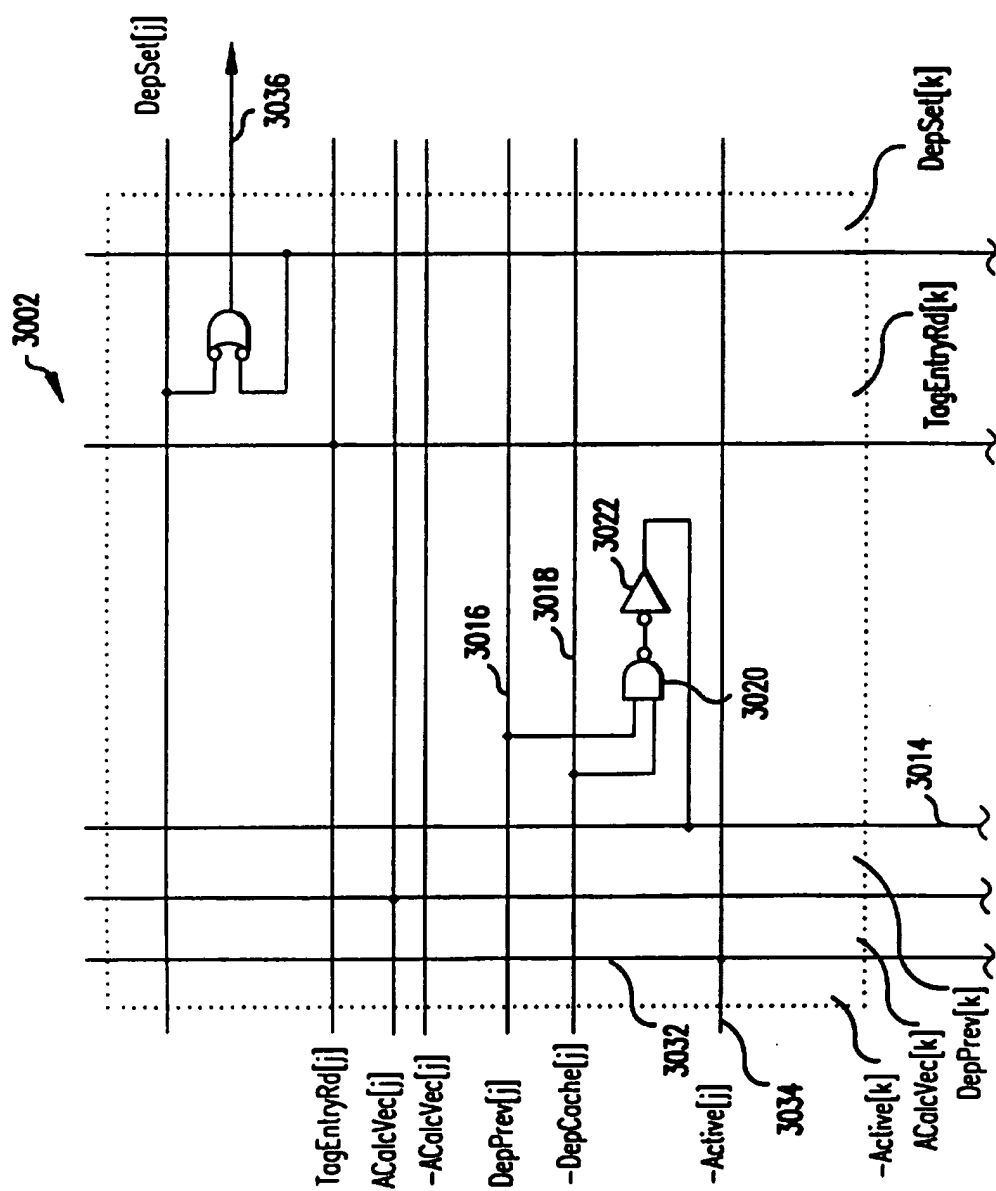 3002
DepSet[j]
3036
DepSet[k]
TagEntryRd[k]
3016
3018
3022
3020
3014
TagEntryRd[j]
ACalcVec[j]
-ACalcVec[j]
DepPrev[j]
-DepCache[j]
-Active[j]
3032
3034
-Active[k]
ACalcVec[k]
DepPrev[k]